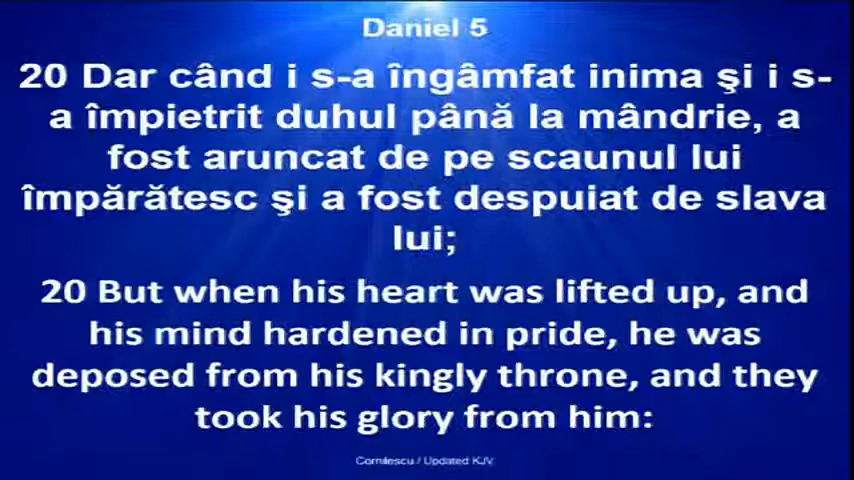 Daniel 5
20 Dar când i s-a îngâmfat inima şi i s-
a împietrit duhul până la mândrie, a
fost aruncat de pe scaunul lui
împărătesc şi a fost despuiat de slava
lui;
20 But when his heart was lifted up, and
his mind hardened in pride, he was
deposed from his kingly throne, and they
took his glory from him:
Cornilescu / Updated KJV